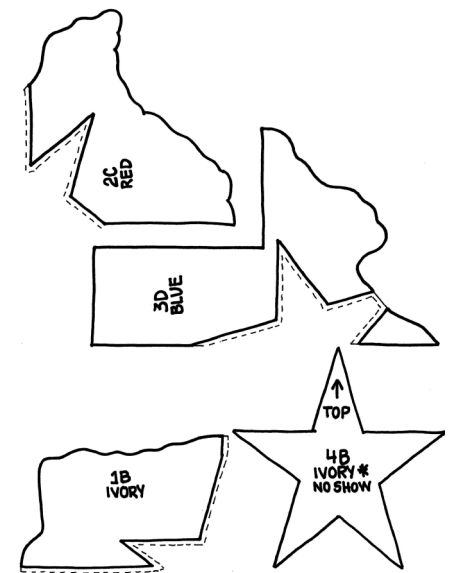 2C
RED
3D
BLUE
TOP
4B
IVORY*
NO SHOW
1B
IVORY